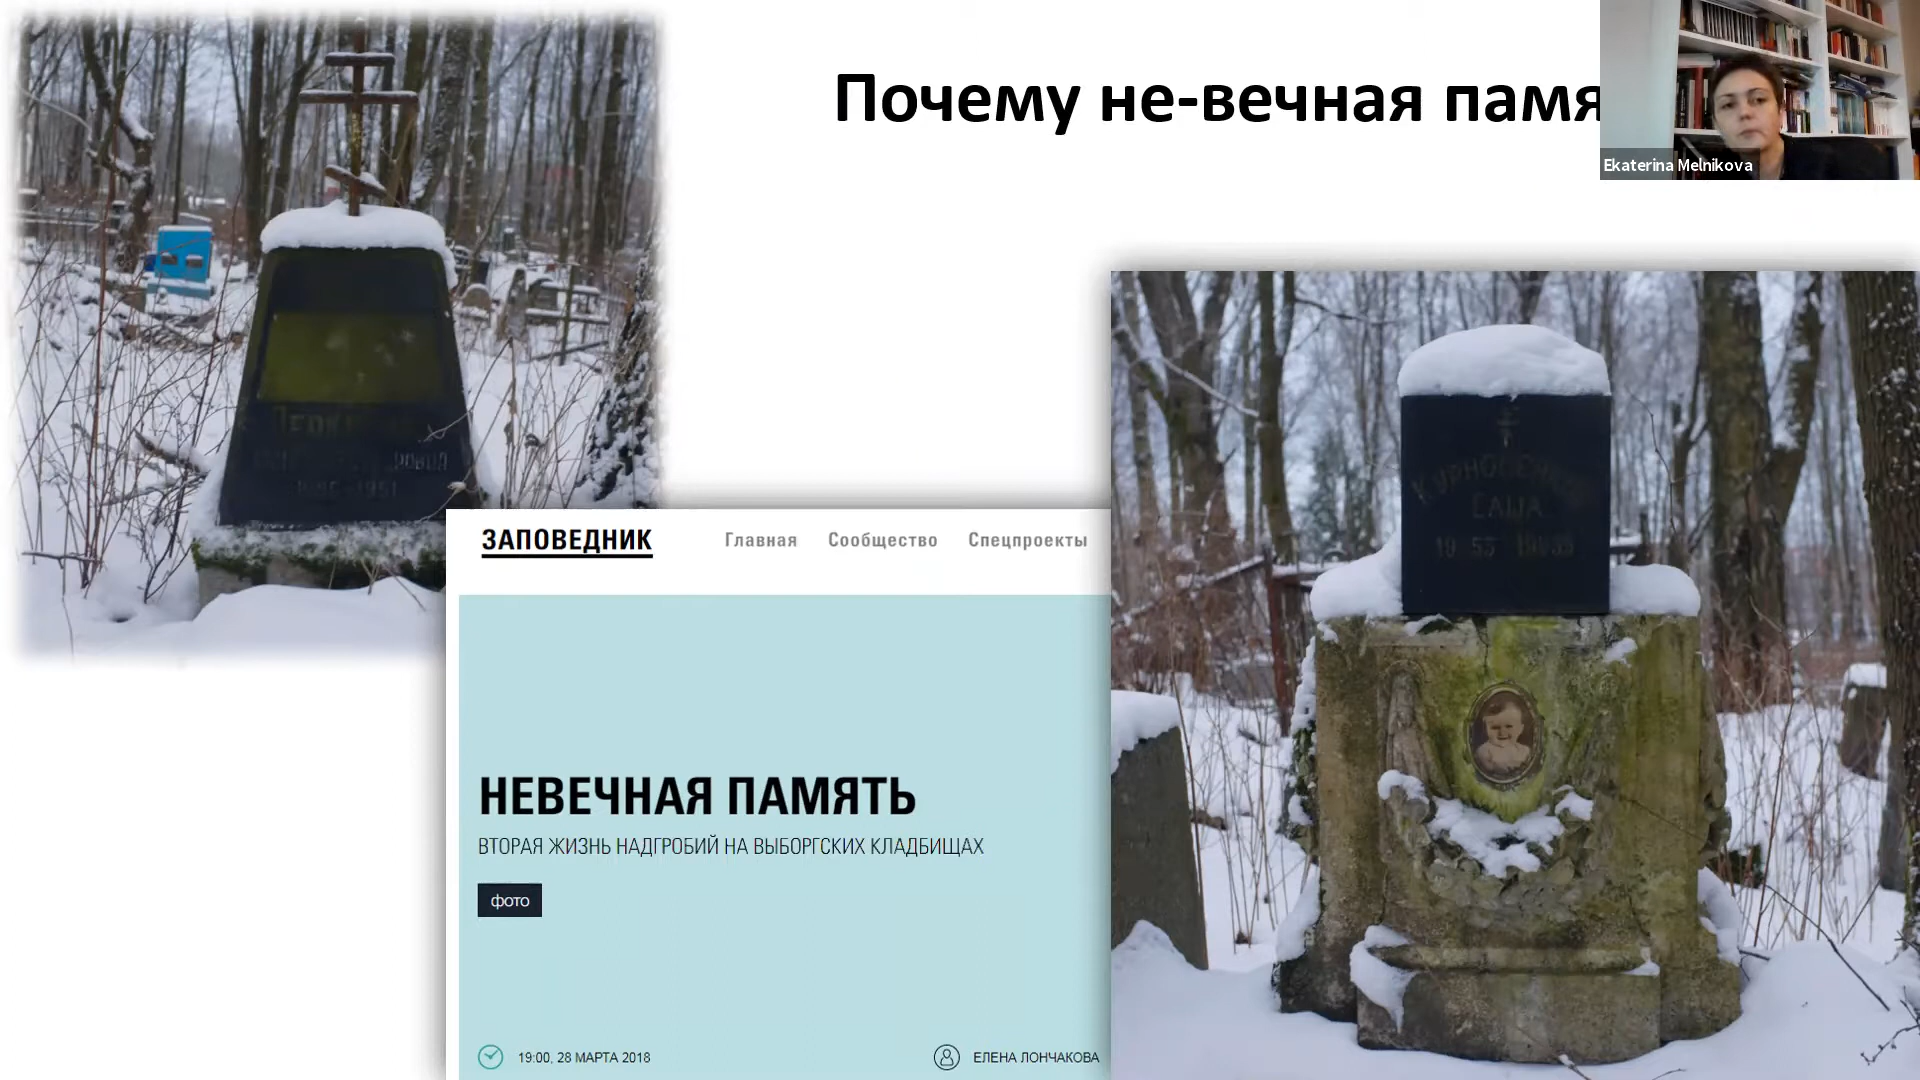 Почему не-вечная памя
Ekaterina Melnikova
ЗАПОВЕДНИК
Главная Сообщество Спецпроекты
НЕВЕЧНАЯ ПАМЯТЬ
ВТОРАЯ ЖИЗНЬ НАДГРОБИЙ НА ВЫБОРГСКИХ КЛАДБИЩАХ
фото
19:00, 28 МАРТА 2018
ЕЛЕНА ЛОНЧАКОВА
САША